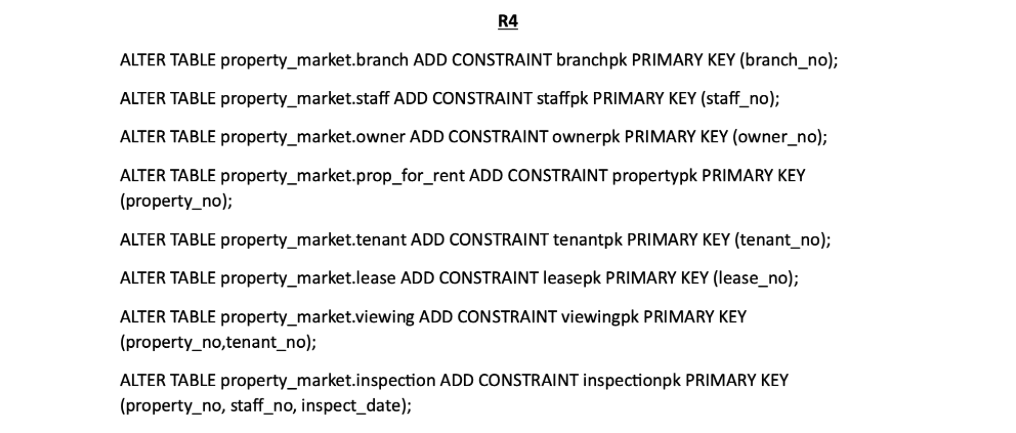 R4
ALTER TABLE property_market.branch ADD CONSTRAINT branchpk PRIMARY KEY (branch_no);
ALTER TABLE property_market.staff ADD CONSTRAINT staffpk PRIMARY KEY (staff_no);
ALTER TABLE property_market.owner ADD CONSTRAINT ownerpk PRIMARY KEY (owner_no);
ALTER TABLE property_market.prop_for_rent ADD CONSTRAINT propertypk PRIMARY KEY
(property_no);
ALTER TABLE property_market.tenant ADD CONSTRAINT tenantpk PRIMARY KEY (tenant_no);
ALTER TABLE property_market.lease ADD CONSTRAINT leasepk PRIMARY KEY (lease_no);
ALTER TABLE property_market.viewing ADD CONSTRAINT viewingpk PRIMARY KEY
(property_no,tenant_no);
ALTER TABLE property_market.inspection ADD CONSTRAINT inspectionpk PRIMARY KEY
(property_no, staff_no, inspect_date);